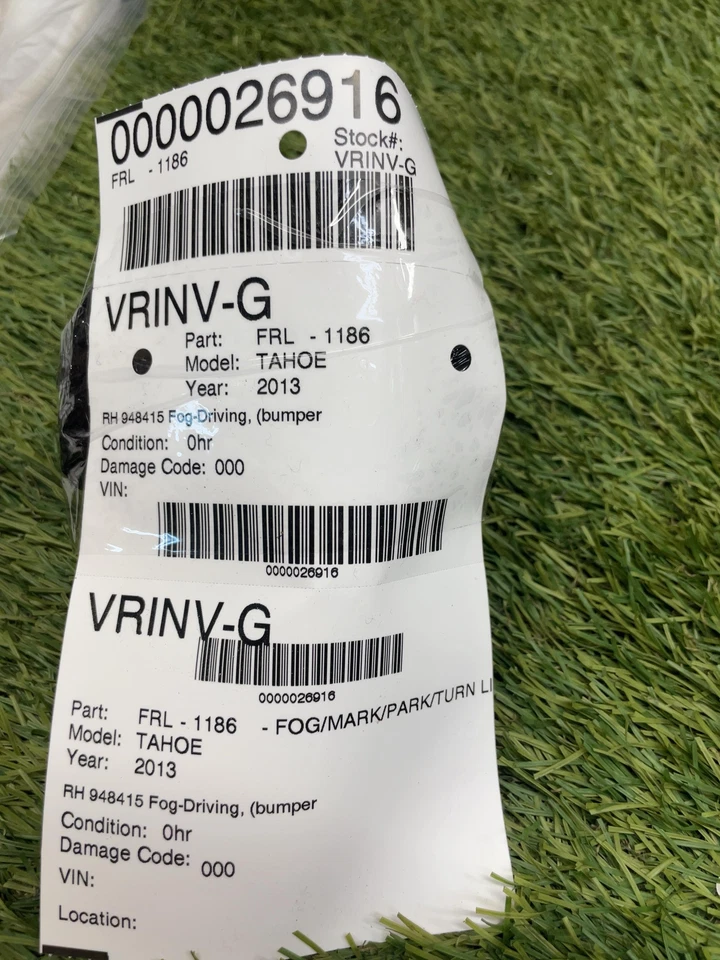 0000026916
FRL - 1186
Stock#:
VRINV-G
VRINV-G
Part: FRL - 1186
Model: TAHOE
Year: 2013
RH 948415 Fog-Driving, (bumper
Condition: 0hr
Damage Code: 000
VIN:
0000026916
VRINV-G
0000026916
Part: FRL - 1186 - FOG/MARK/PARK/TURN LI
Model: TAHOE
Year: 2013
RH 948415 Fog-Driving, (bumper
Condition: 0hr
Damage Code: 000
VIN:
Location: